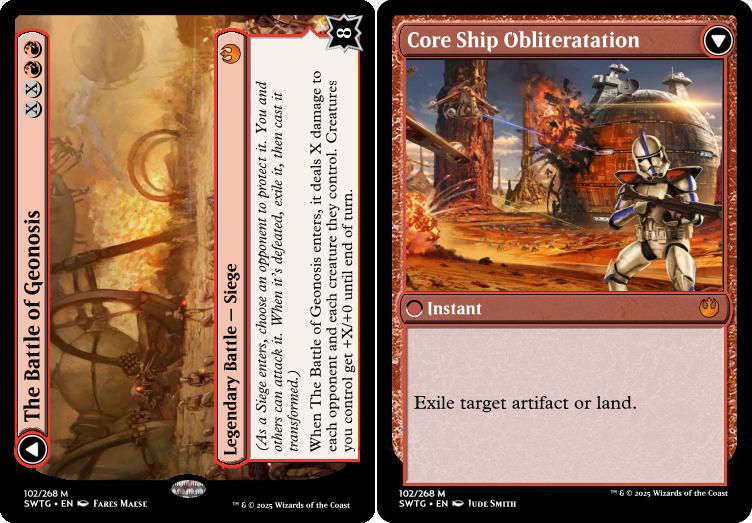 The Battle of Geonosis
XXRR
Legendary Battle – Siege
(As a Siege enters, choose an opponent to protect it. You and
others can attack it. When it's defeated, exile it, then cast it
transformed.)
When The Battle of Geonosis enters, it deals X damage to
each opponent and each creature they control. Creatures
you control get +X/+0 until end of turn.
8
102/268 M
SWTG • EN Fares Maese
™ & © 2025 Wizards of the Coast
Core Ship Obliteratation
Instant
Exile target artifact or land.
102/268 M
SWTG • EN Jude Smith
™ & © 2025 Wizards of the Coast